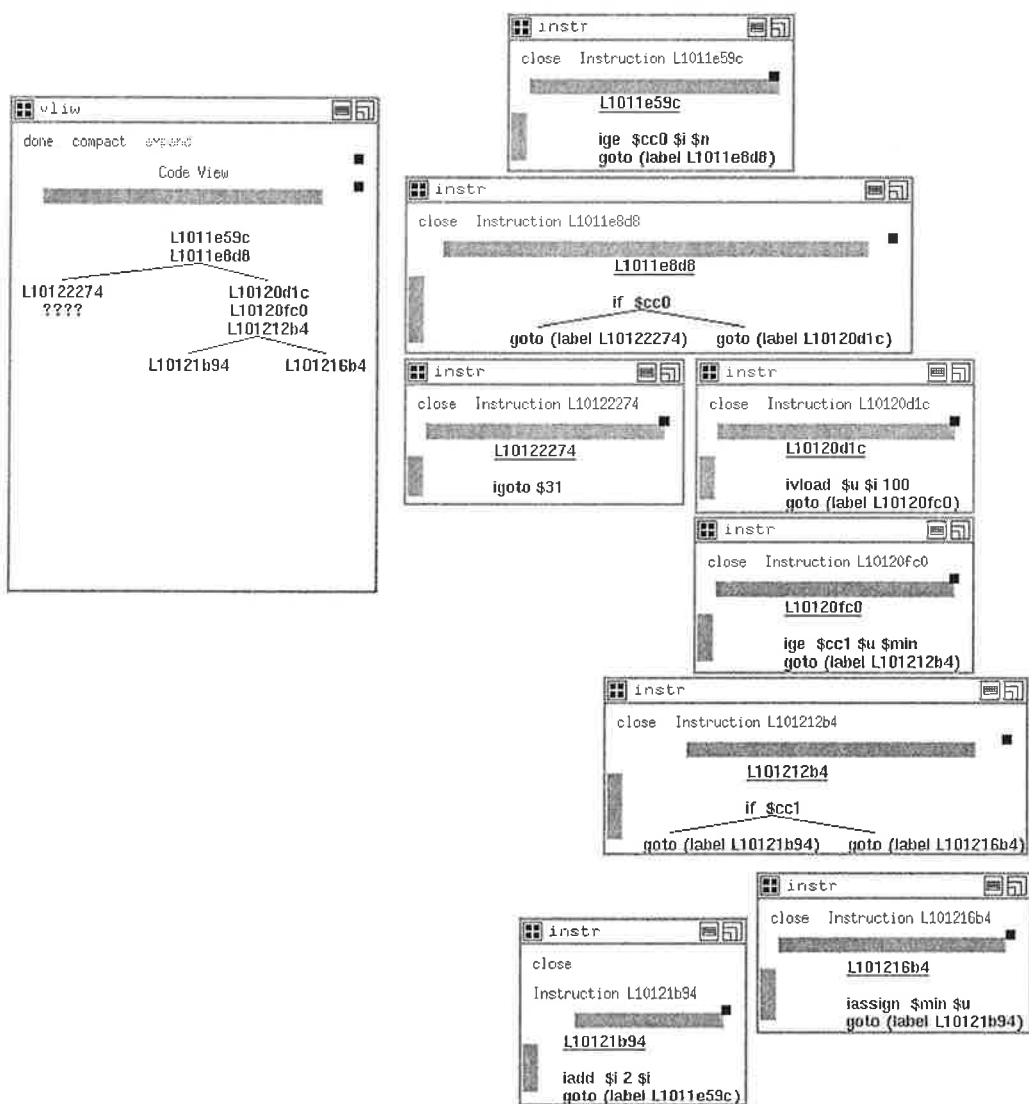 vliw
done compact expand
Code View
L1011e59c
L1011e8d8
L10122274 L10120d1c
???? L10120fc0
L101212b4
L10121b94 L101216b4
instr
close Instruction L1011e59c
L1011e59c
ige $cc0 $i $n
goto (label L1011e8d8)
instr
close Instruction L1011e8d8
L1011e8d8
if $cc0
goto (label L10122274) goto (label L10120d1c)
instr
close Instruction L10122274
L10122274
igoto $31
instr
close Instruction L10120d1c
L10120d1c
ivload $u $i 100
goto (label L10120fc0)
instr
close Instruction L10120fc0
L10120fc0
ige $cc1 $u $min
goto (label L101212b4)
instr
close Instruction L101212b4
L101212b4
if $cc1
goto (label L10121b94) goto (label L101216b4)
instr
close Instruction L101216b4
L101216b4
iassign $min $u
goto (label L10121b94)
instr
close
Instruction L10121b94
L10121b94
iadd $i 2 $i
goto (label L1011e59c)